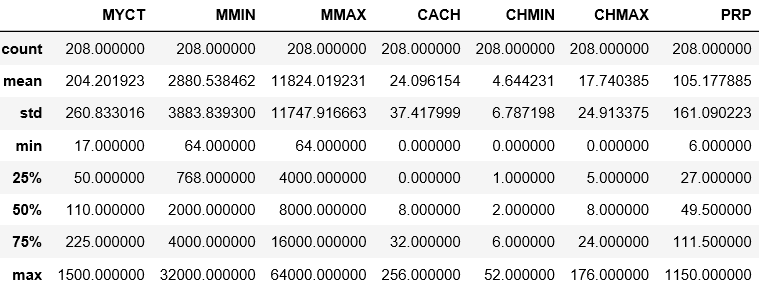 MYCT MMIN MMAX CACH CHMIN CHMAX PRP
count 208.000000 208.000000 208.000000 208.000000 208.000000 208.000000 208.000000
mean 204.201923 2880.538462 11824.019231 24.096154 4.644231 17.740385 105.177885
std 260.833016 3883.839300 11747.916663 37.417999 6.787198 24.913375 161.090223
min 17.000000 64.000000 64.000000 0.000000 0.000000 0.000000 6.000000
25% 50.000000 768.000000 4000.000000 0.000000 1.000000 5.000000 27.000000
50% 110.000000 2000.000000 8000.000000 8.000000 2.000000 8.000000 49.500000
75% 225.000000 4000.000000 16000.000000 32.000000 6.000000 24.000000 111.500000
max 1500.000000 32000.000000 64000.000000 256.000000 52.000000 176.000000 1150.000000